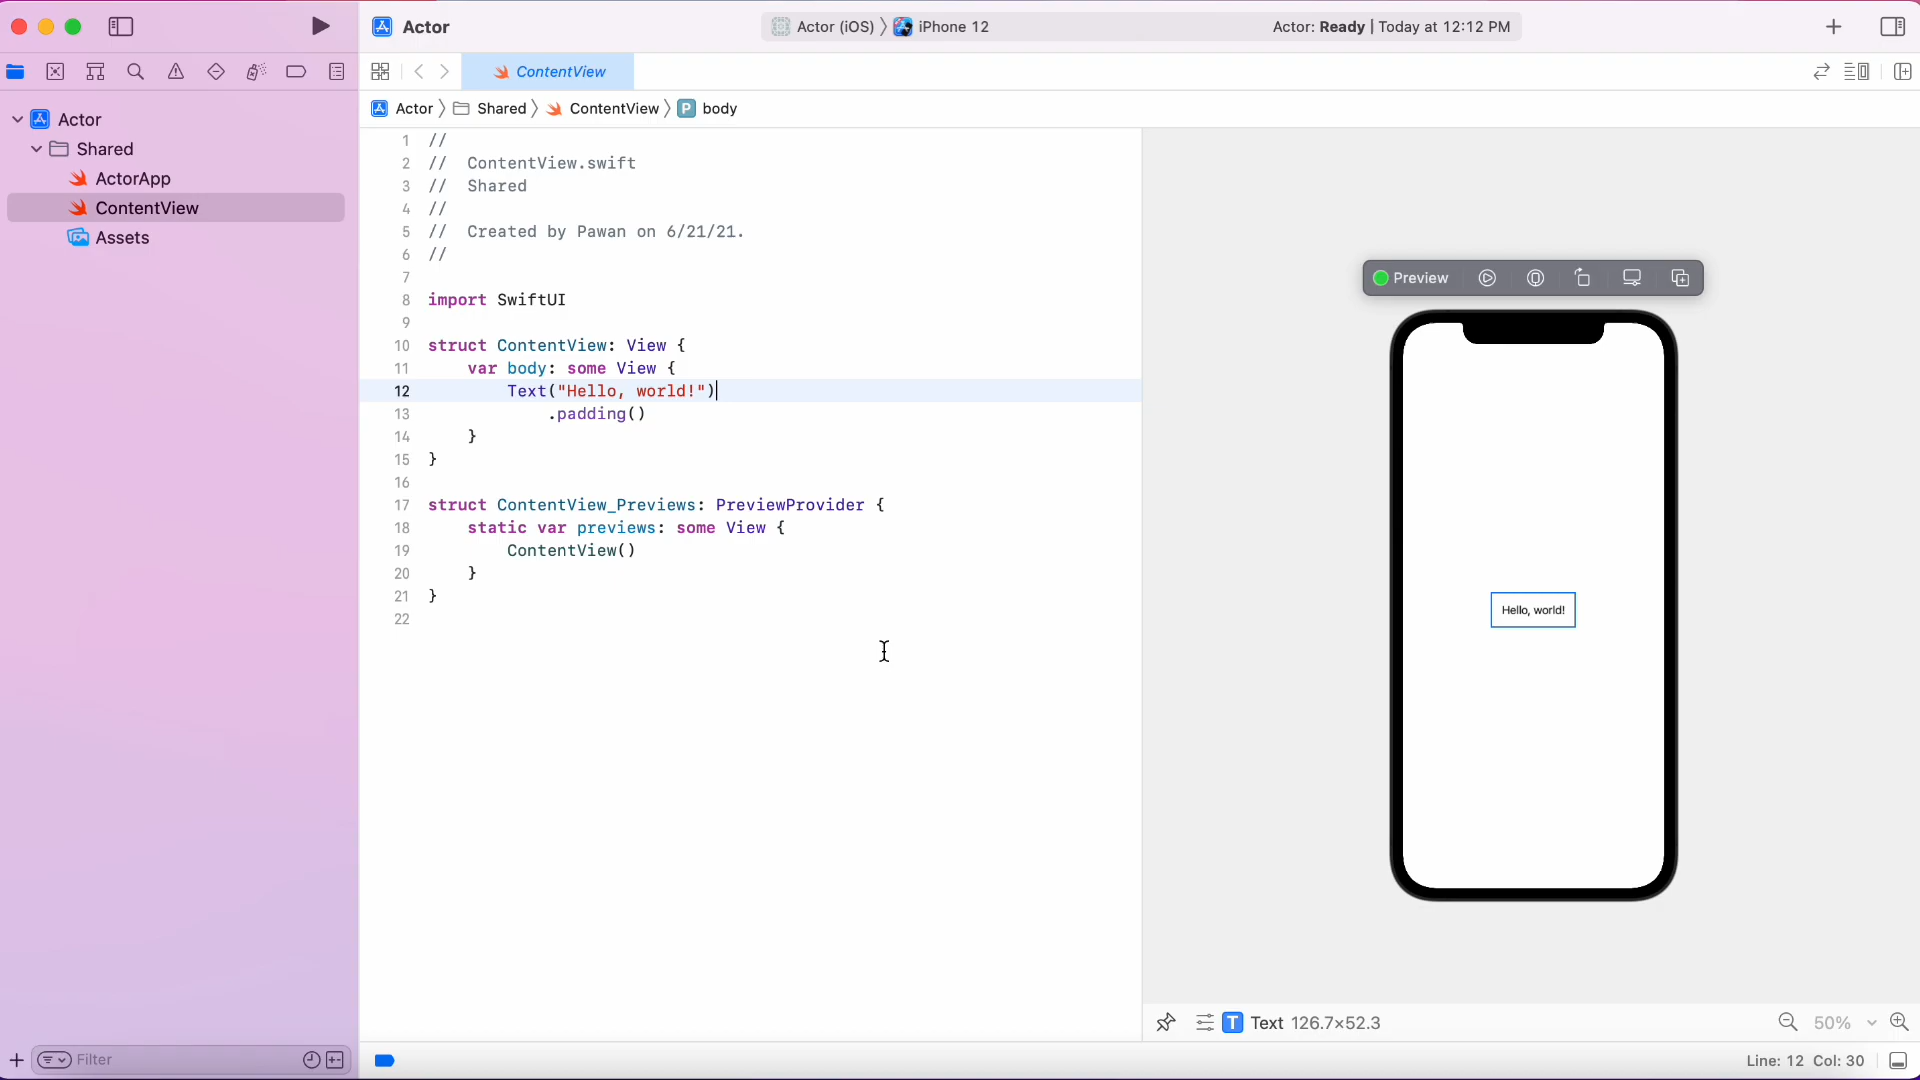 Actor
Actor (iOS) 〉 iPhone 12
Actor: Ready | Today at 12:12 PM
ContentView
Actor 〉 Shared 〉 ContentView 〉 P body
Actor
Shared
ActorApp
ContentView
Assets
1 //
2 //  ContentView.swift
3 //  Shared
4 //
5 //  Created by Pawan on 6/21/21.
6 //
7
8 import SwiftUI
9
10 struct ContentView: View {
11     var body: some View {
12         Text("Hello, world!")
13             .padding()
14     }
15 }
16
17 struct ContentView_Previews: PreviewProvider {
18     static var previews: some View {
19         ContentView()
20     }
21 }
22
Preview
Hello, world!
T Text 126.7×52.3
50%
Filter
Line: 12 Col: 30